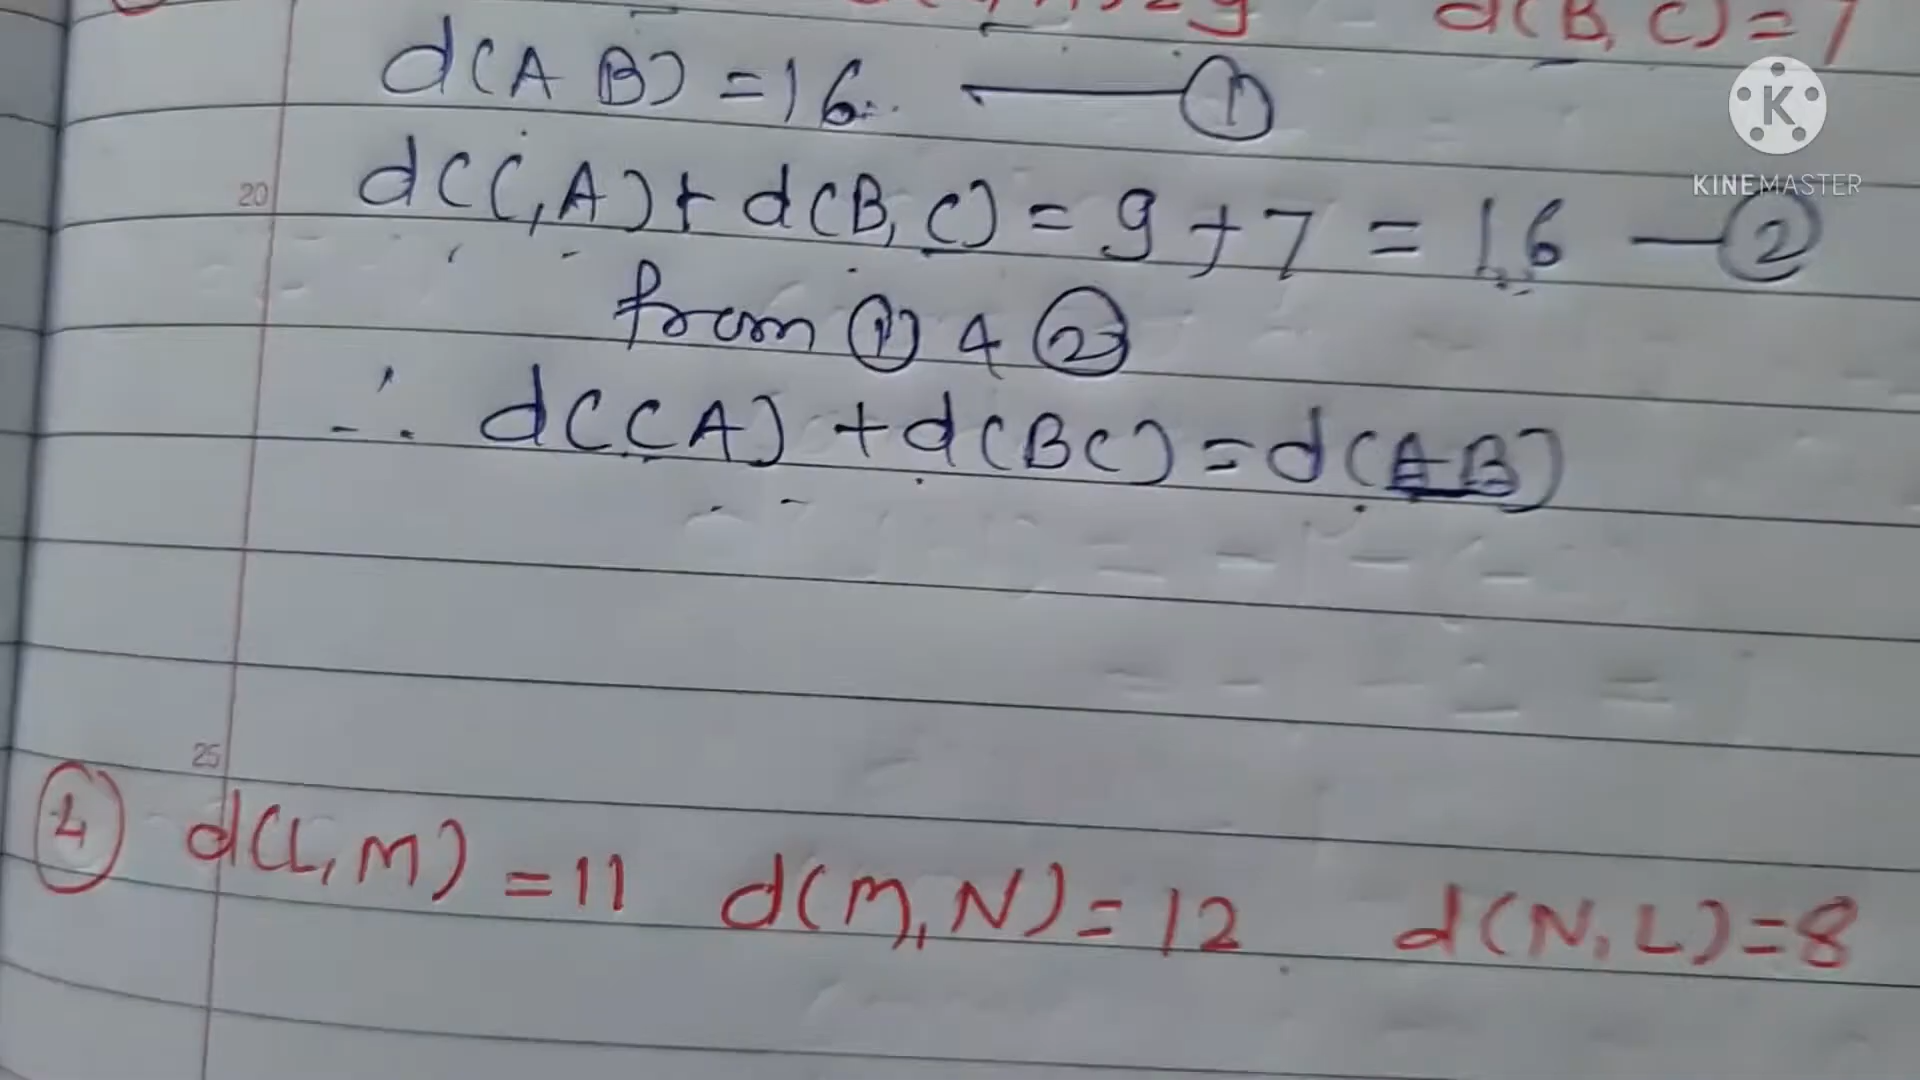 d(B, C) = 7
d(A B) = 16 — ①
d(C, A) + d(B, C) = 9 + 7 = 16 — ②
20
from ① & ②
∴ d(CA) + d(BC) = d(AB)
25
④ d(L, M) = 11 d(M, N) = 12 d(N, L) = 8
K
KINEMASTER